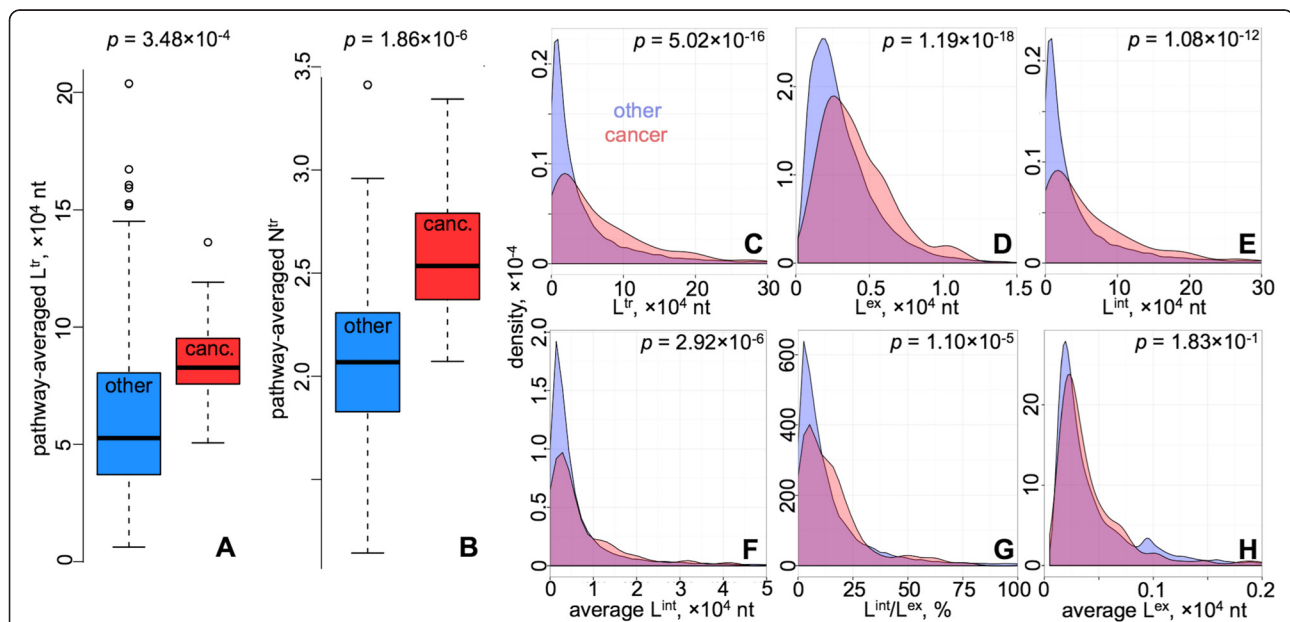 p = 3.48×10-4
pathway-averaged Ltr, ×104 nt
20
15
10
5
0
other
canc.
A
p = 1.86×10-6
pathway-averaged Ntr
3.5
3.0
2.5
2.0
other
canc.
B
density, ×10-4
p = 5.02×10-16
other
cancer
0.2
0.1
0
C
0 10 20 30
Ltr, ×104 nt
p = 1.19×10-18
2.0
1.0
0
D
0 0.5 1.0 1.5
Lex, ×104 nt
p = 1.08×10-12
0.2
0.1
0
E
0 10 20 30
Lint, ×104 nt
p = 2.92×10-6
2.0
1.5
1.0
0.5
0
F
0 1 2 3 4 5
average Lint, ×104 nt
p = 1.10×10-5
600
400
200
0
G
0 25 50 75 100
Lint/Lex, %
p = 1.83×10-1
20
10
0
H
0 0.1 0.2
average Lex, ×104 nt